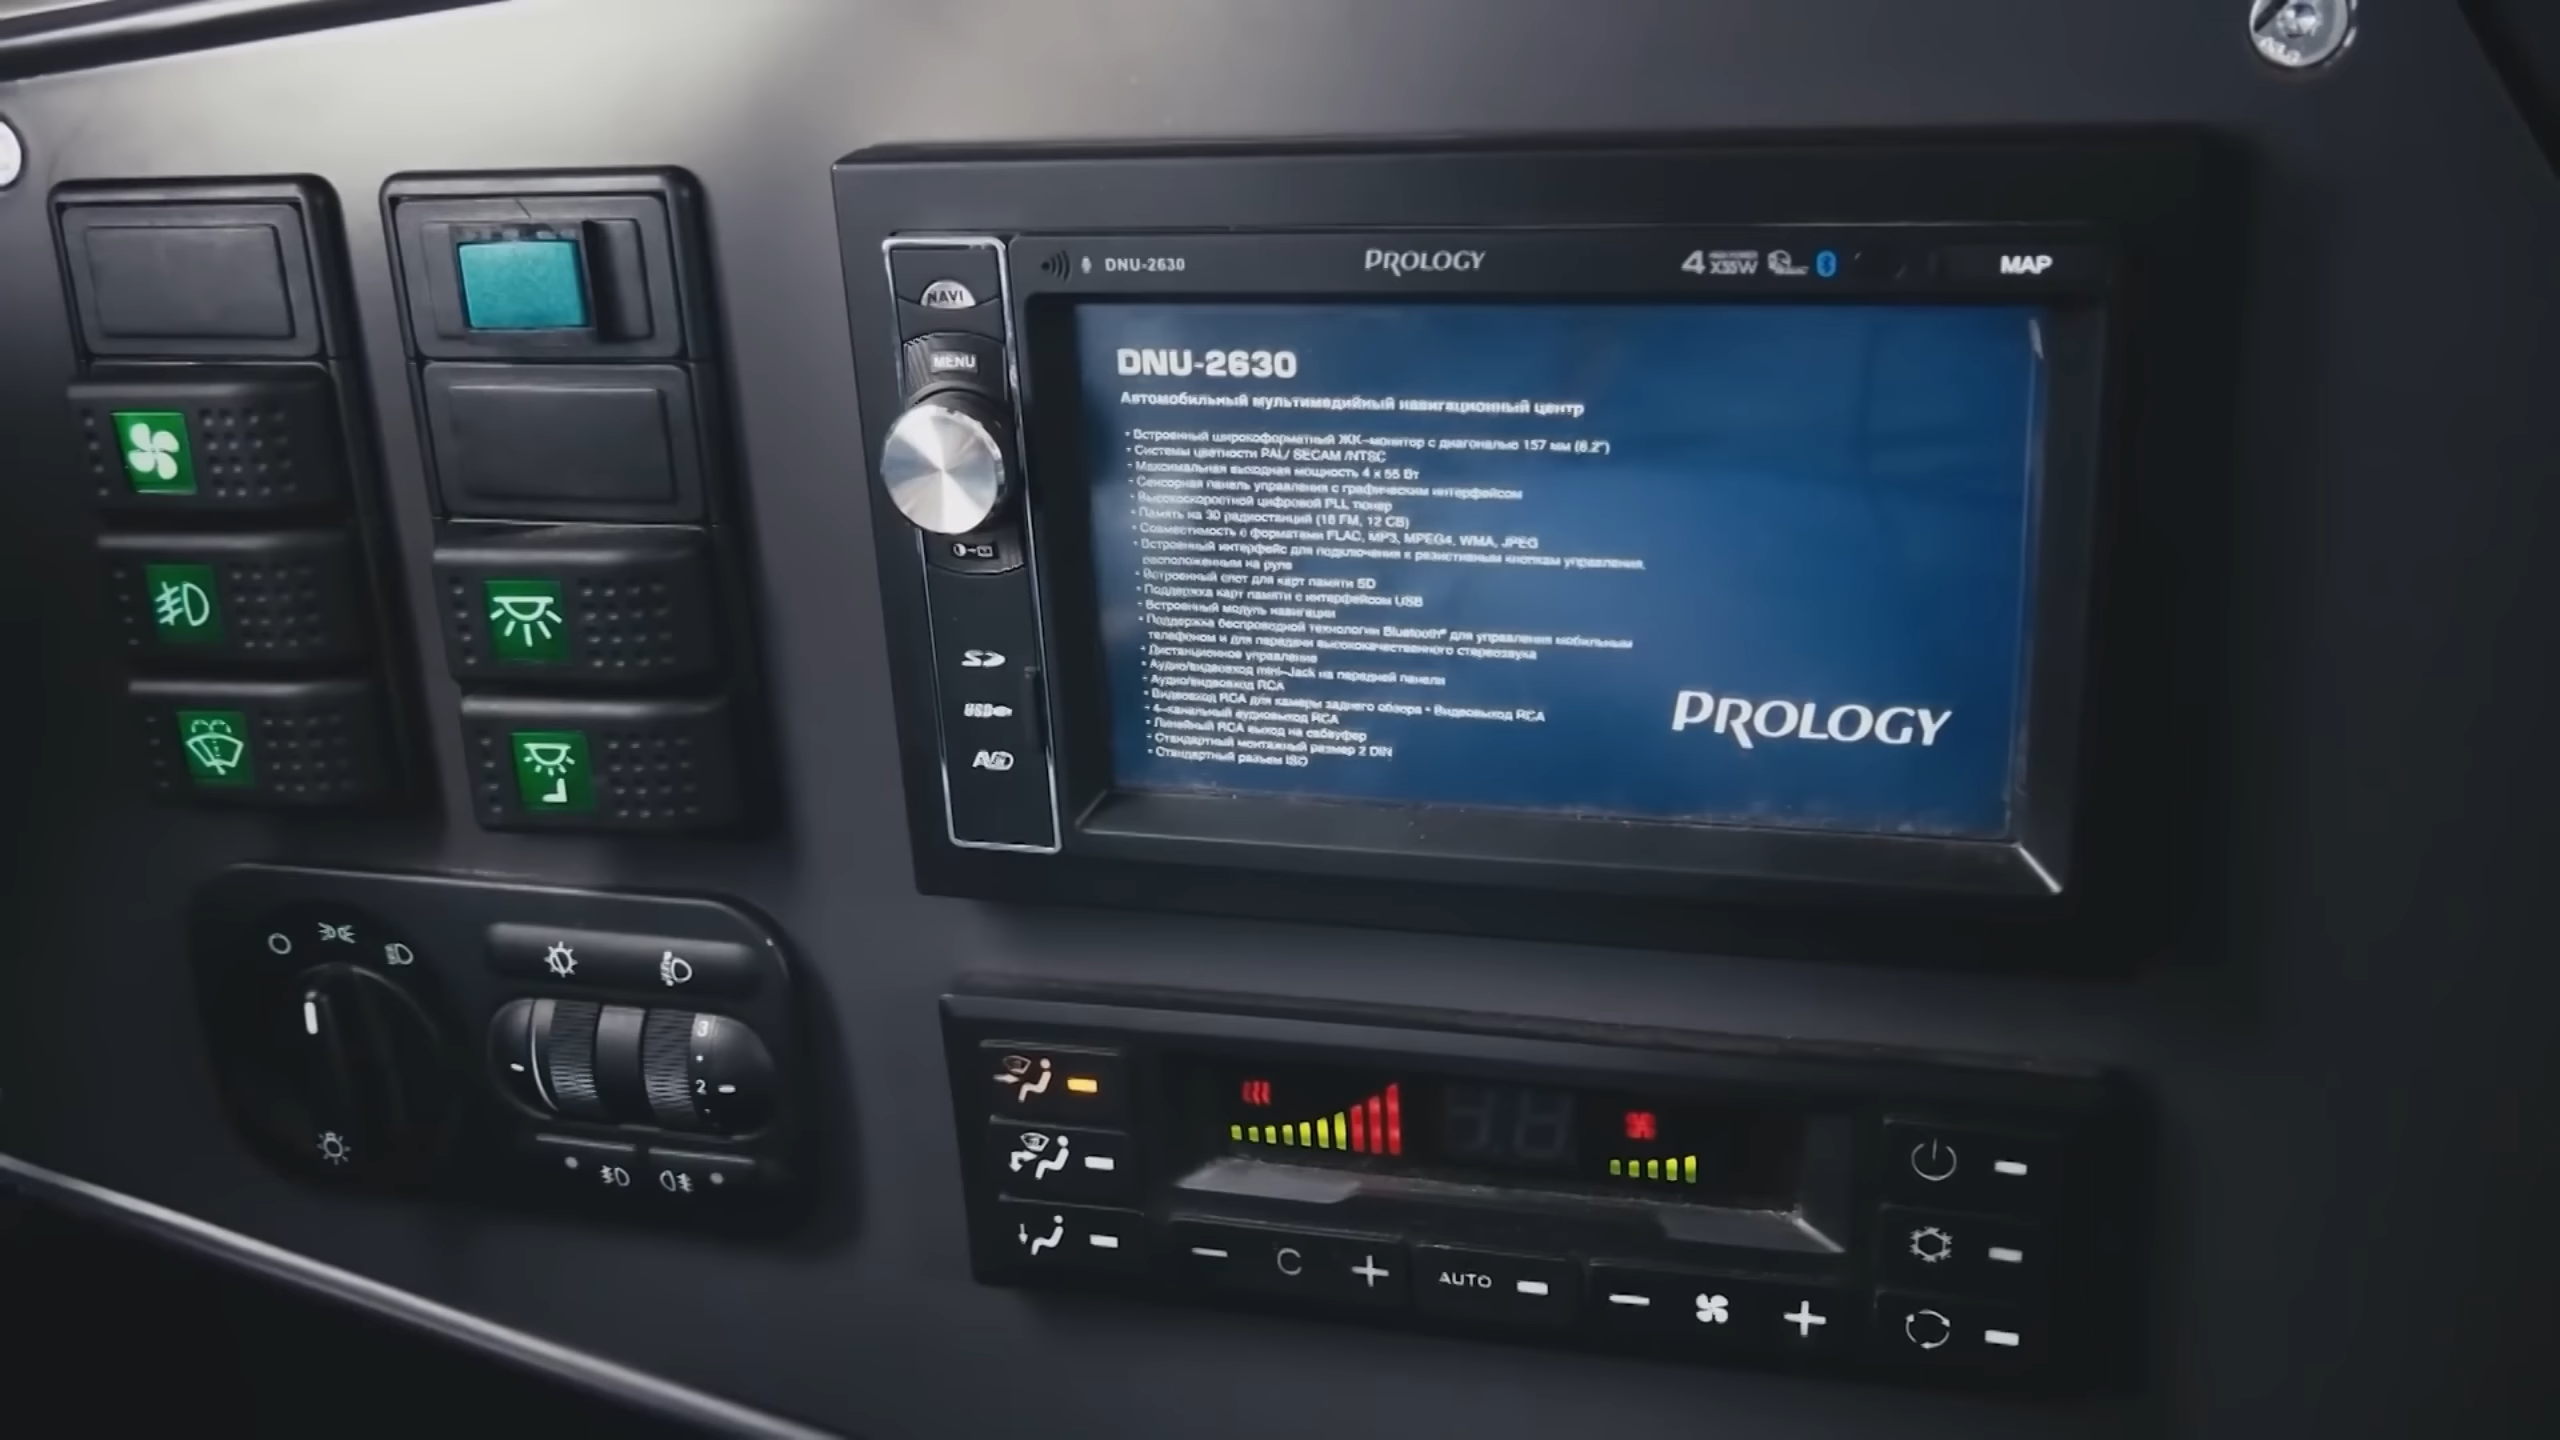 DNU-2630 PROLOGY 4 X55W MAP
NAVI
MENU
DNU-2630
Автомобильный мультимедийный навигационный центр
• Встроенный широкоформатный ЖК-монитор с диагональю 157 мм (6.2")
• Системы цветности PAL/ SECAM /NTSC
• Максимальная выходная мощность 4 x 55 Вт
• Сенсорная панель управления с графическим интерфейсом
• Высокоскоростной цифровой PLL тюнер
• Память на 30 радиостанций (18 FM, 12 СВ)
• Совместимость с форматами FLAC, MP3, MPEG4, WMA, JPEG
• Встроенный интерфейс для подключения к резистивным кнопкам управления,
расположенным на руле
• Встроенный слот для карт памяти SD
• Поддержка карт памяти с интерфейсом USB
• Встроенный модуль навигации
• Поддержка беспроводной технологии Bluetooth® для управления мобильным
телефоном и для передачи высококачественного стереозвука
• Дистанционное управление
• Аудио/видеовход mini-Jack на передней панели
• Аудио/видеовход RCA
• Видеовход RCA для камеры заднего обзора • Видеовыход RCA
• 4-канальный аудиовыход RCA
• Линейный RCA выход на сабвуфер
• Стандартный монтажный размер 2 DIN
• Стандартный разъем ISO
PROLOGY
SD
USB
3
2
C
AUTO